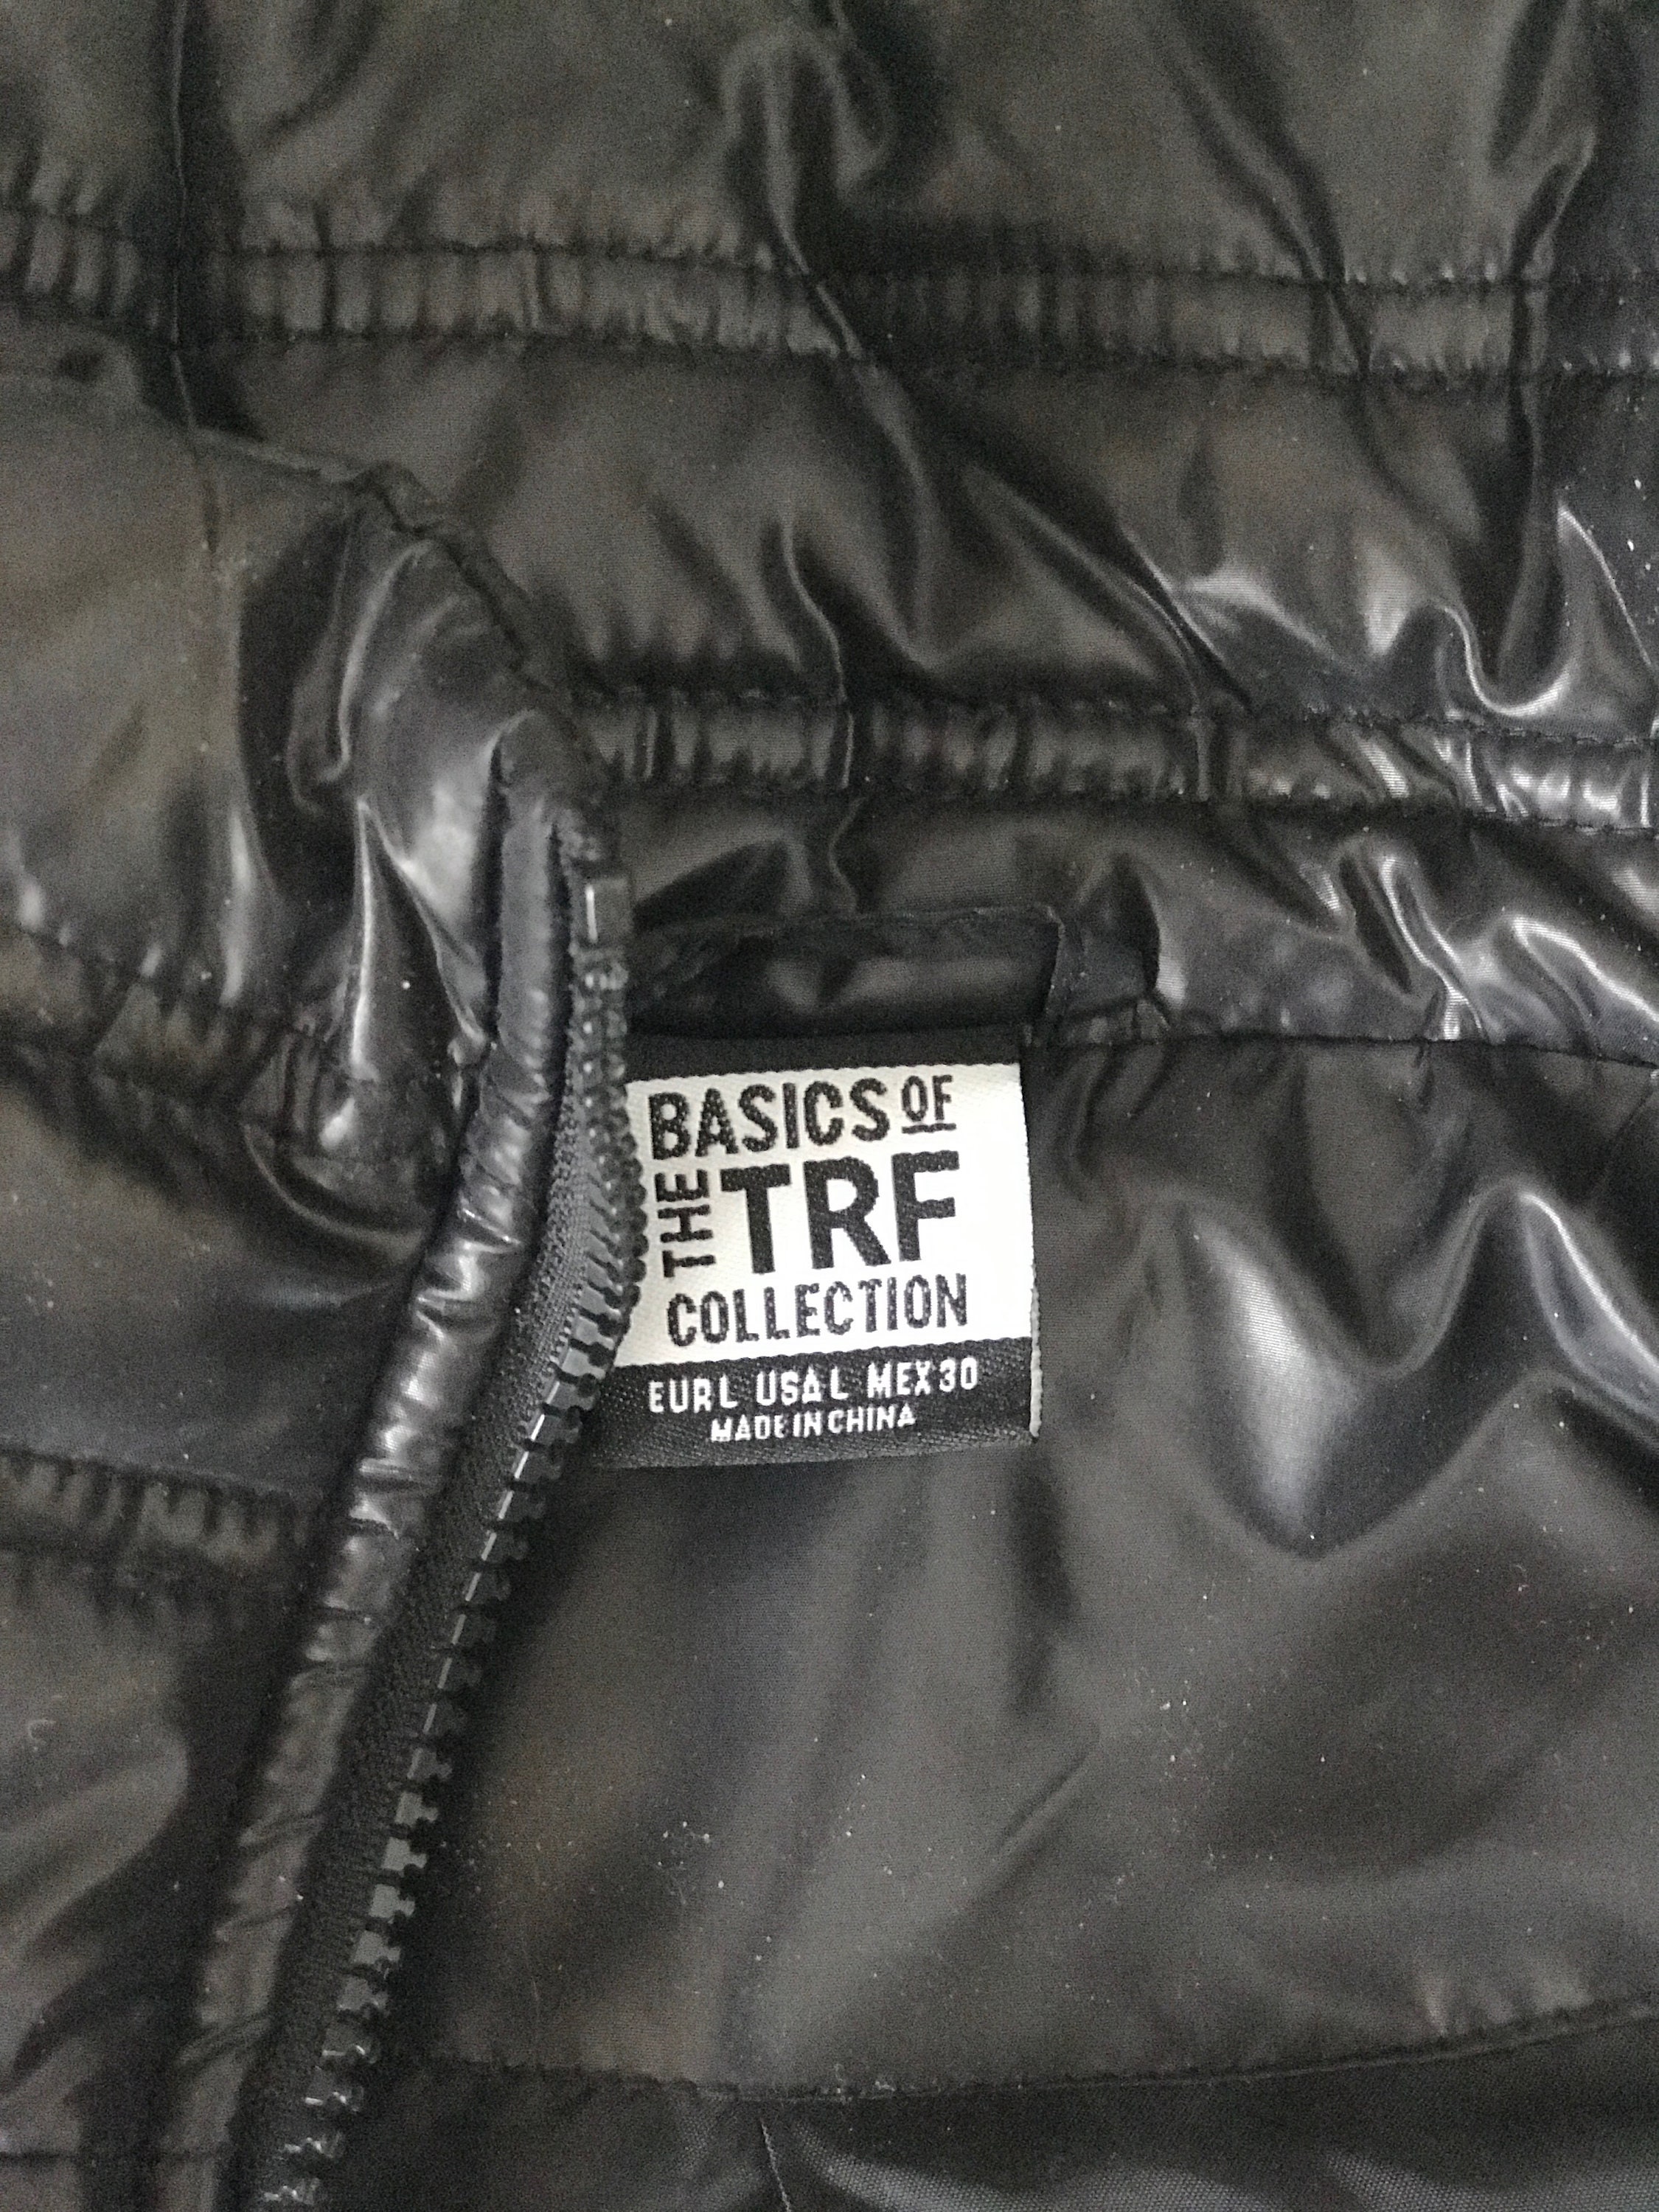 BASICS OF
THE TRF
COLLECTION
EUR L USA L MEX 30
MADE IN CHINA